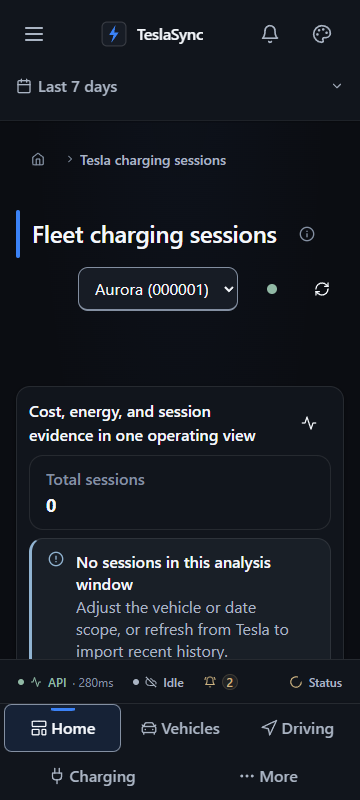 TeslaSync
Last 7 days
Tesla charging sessions
Fleet charging sessions
Aurora (000001)
Cost, energy, and session
evidence in one operating view
Total sessions
0
No sessions in this analysis
window
Adjust the vehicle or date
scope, or refresh from Tesla to
import recent history.
API · 280ms Idle 2 Status
Home Vehicles Driving
Charging More